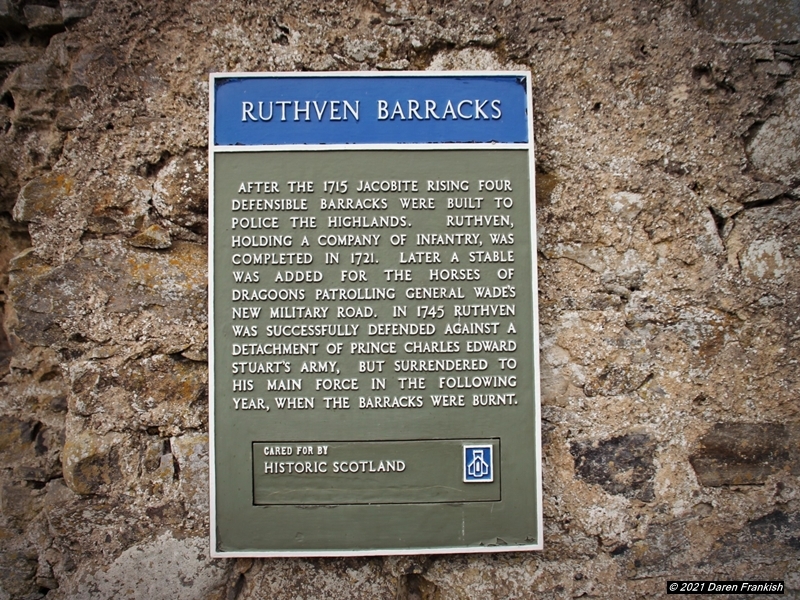 RUTHVEN BARRACKS
AFTER THE 1715 JACOBITE RISING FOUR
DEFENSIBLE BARRACKS WERE BUILT TO
POLICE THE HIGHLANDS. RUTHVEN,
HOLDING A COMPANY OF INFANTRY, WAS
COMPLETED IN 1721. LATER A STABLE
WAS ADDED FOR THE HORSES OF
DRAGOONS PATROLLING GENERAL WADE'S
NEW MILITARY ROAD. IN 1745 RUTHVEN
WAS SUCCESSFULLY DEFENDED AGAINST A
DETACHMENT OF PRINCE CHARLES EDWARD
STUART'S ARMY, BUT SURRENDERED TO
HIS MAIN FORCE IN THE FOLLOWING
YEAR, WHEN THE BARRACKS WERE BURNT.
CARED FOR BY
HISTORIC SCOTLAND
© 2021 Daren Frankish